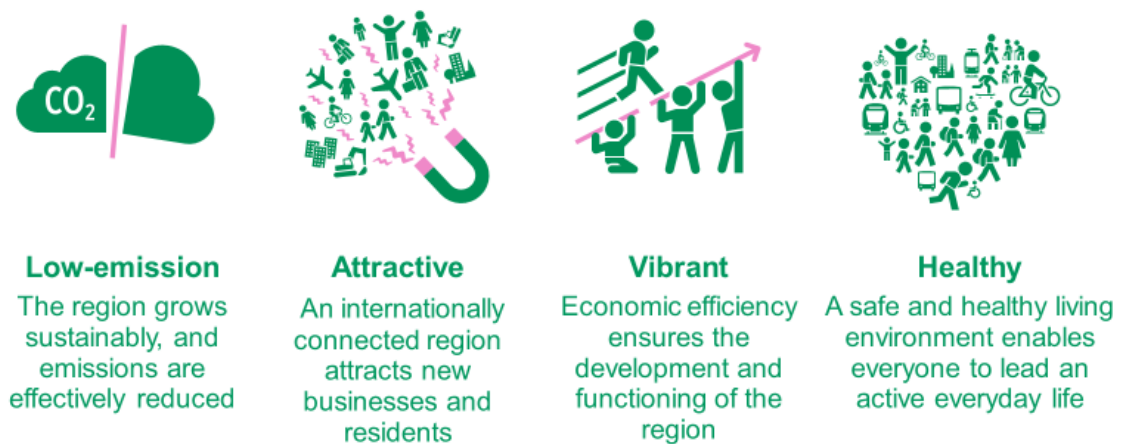 CO₂
Low-emission
The region grows
sustainably, and
emissions are
effectively reduced
Attractive
An internationally
connected region
attracts new
businesses and
residents
Vibrant
Economic efficiency
ensures the
development and
functioning of the
region
Healthy
A safe and healthy living
environment enables
everyone to lead an
active everyday life